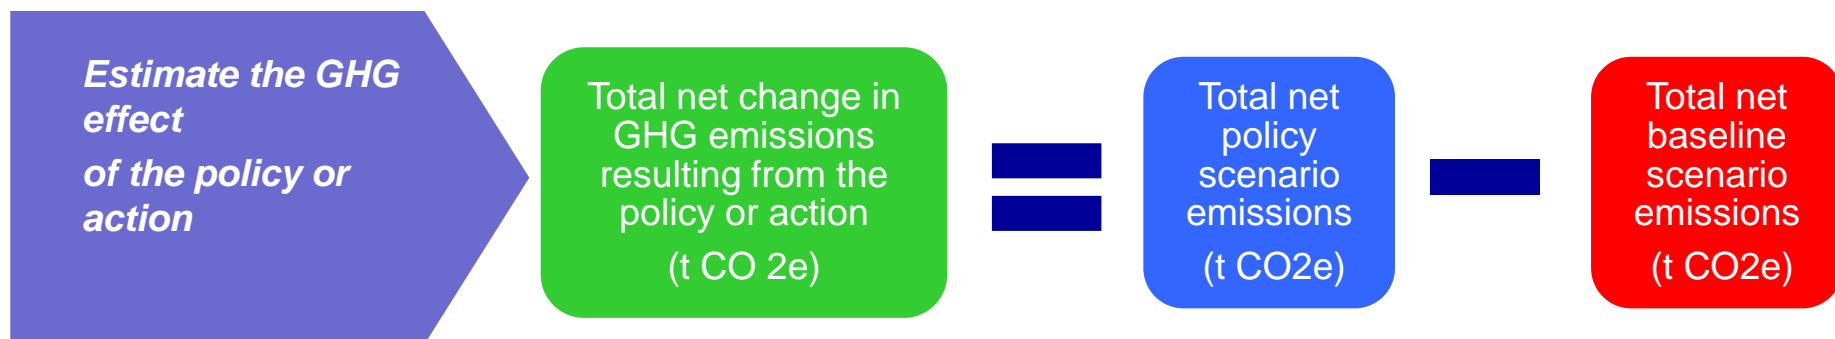 Estimate the GHG
effect
of the policy or
action
Total net change in
GHG emissions
resulting from the
policy or action
(t CO 2e)
Total net
policy
scenario
emissions
(t CO2e)
Total net
baseline
scenario
emissions
(t CO2e)